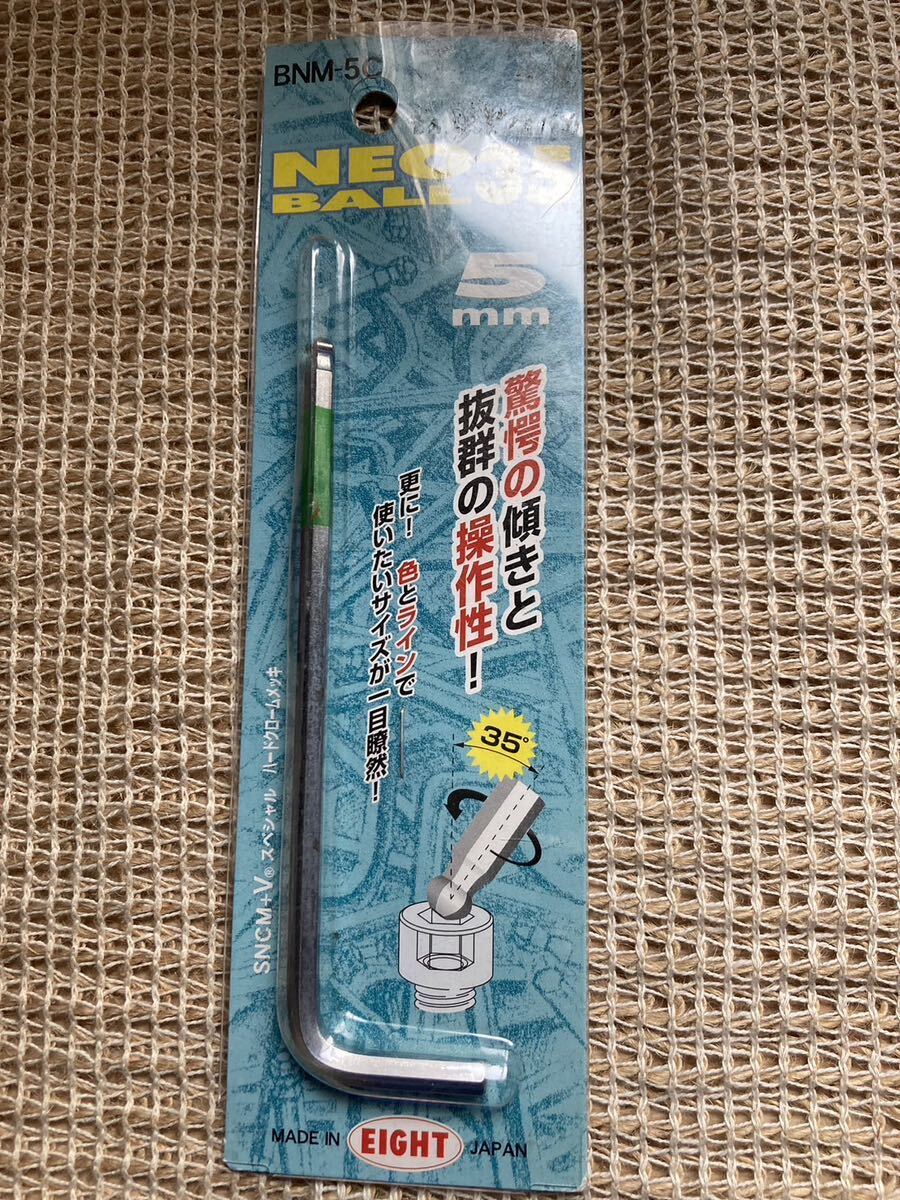 BNM-5C
5
mm
驚愕の傾きと
抜群の操作性!
更に! 色とラインで
使いたいサイズが一目瞭然!
35°
SNCM+V®スペシャル ハードクロームメッキ
MADE IN EIGHT JAPAN